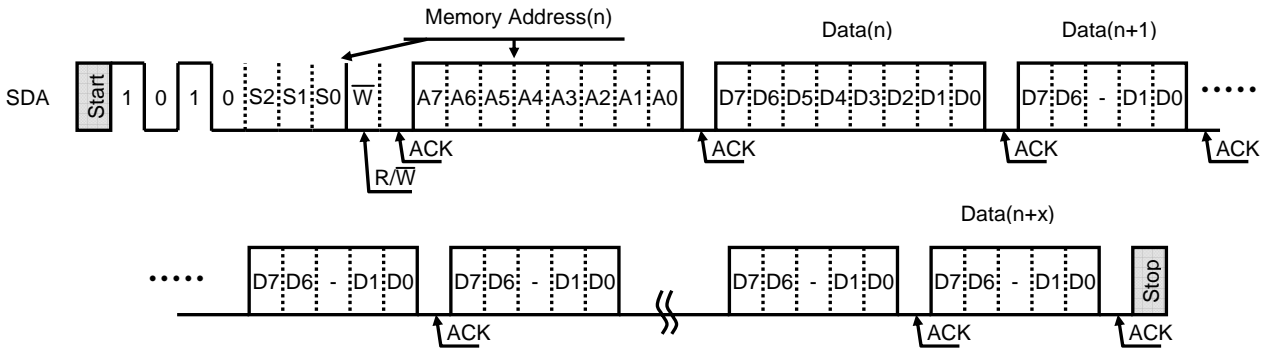 Memory Address(n)
Data(n) Data(n+1)
SDA Start 1 0 1 0 S2 S1 S0 W̅ A7 A6 A5 A4 A3 A2 A1 A0 D7 D6 D5 D4 D3 D2 D1 D0 D7 D6 - D1 D0 •••••
ACK ACK ACK ACK
R/W̅
Data(n+x)
••••• D7 D6 - D1 D0 D7 D6 - D1 D0 D7 D6 - D1 D0 D7 D6 - D1 D0 Stop
ACK ACK ACK